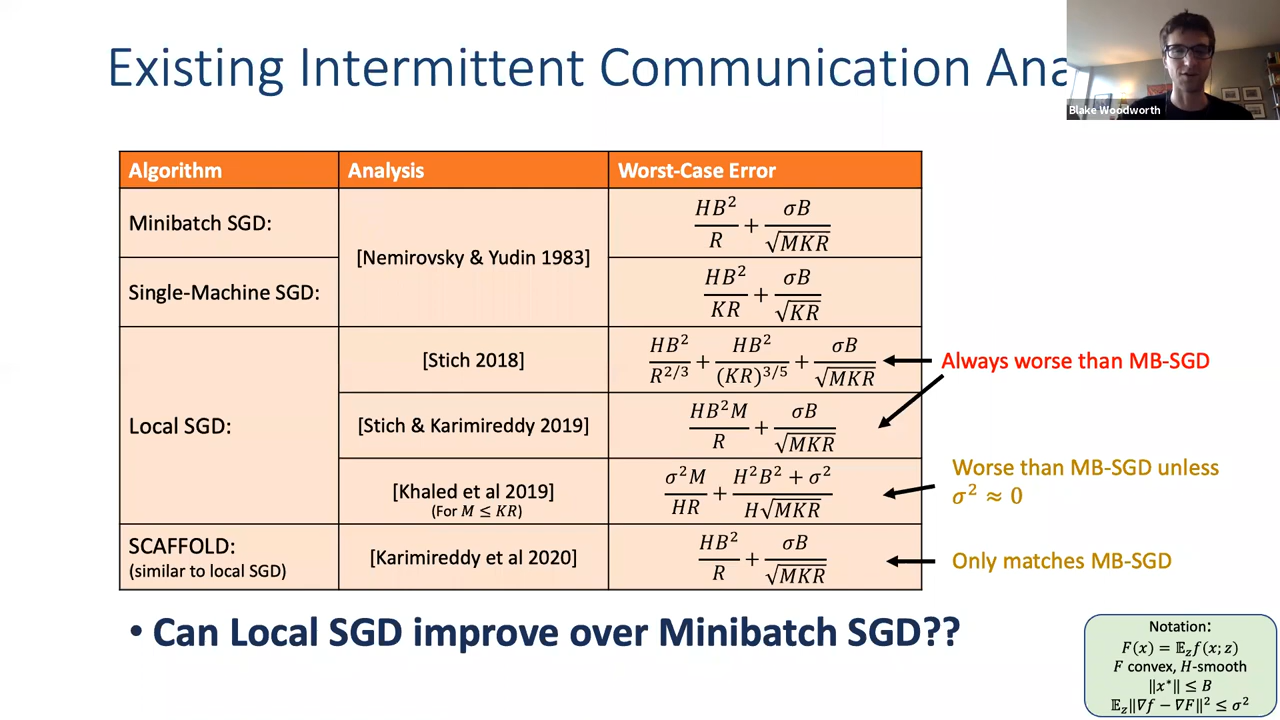 Existing Intermittent Communication Ana
Blake Woodworth
Algorithm
Analysis
Worst-Case Error
Minibatch SGD:
[Nemirovsky & Yudin 1983]
HB²/R + σB/√MKR
Single-Machine SGD:
HB²/KR + σB/√KR
Local SGD:
[Stich 2018]
HB²/R^{2/3} + HB²/(KR)^{3/5} + σB/√MKR
Always worse than MB-SGD
[Stich & Karimireddy 2019]
HB²M/R + σB/√MKR
[Khaled et al 2019]
(For M ≤ KR)
σ²M/HR + H²B² + σ²/H√MKR
Worse than MB-SGD unless
σ² ≈ 0
SCAFFOLD:
(similar to local SGD)
[Karimireddy et al 2020]
HB²/R + σB/√MKR
Only matches MB-SGD
• Can Local SGD improve over Minibatch SGD??
Notation:
F(x) = 𝔼_z f(x; z)
F convex, H-smooth
‖x*‖ ≤ B
𝔼_z‖∇f − ∇F‖² ≤ σ²